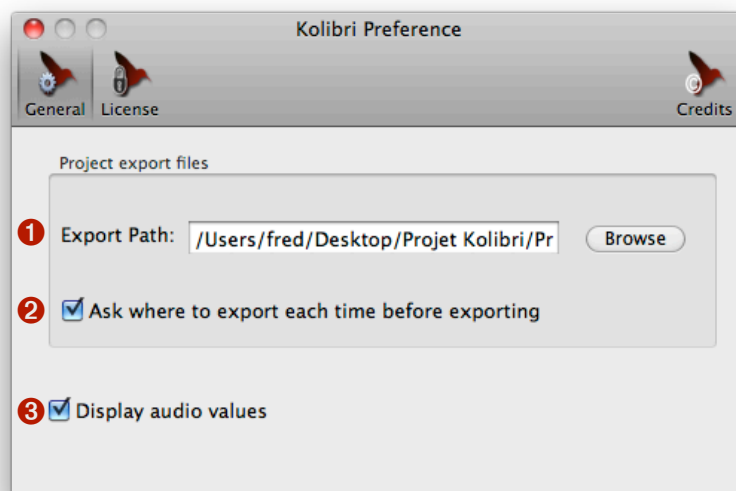 Kolibri Preference
General License Credits
Project export files
1 Export Path: /Users/fred/Desktop/Projet Kolibri/Pr Browse
2 Ask where to export each time before exporting
3 Display audio values